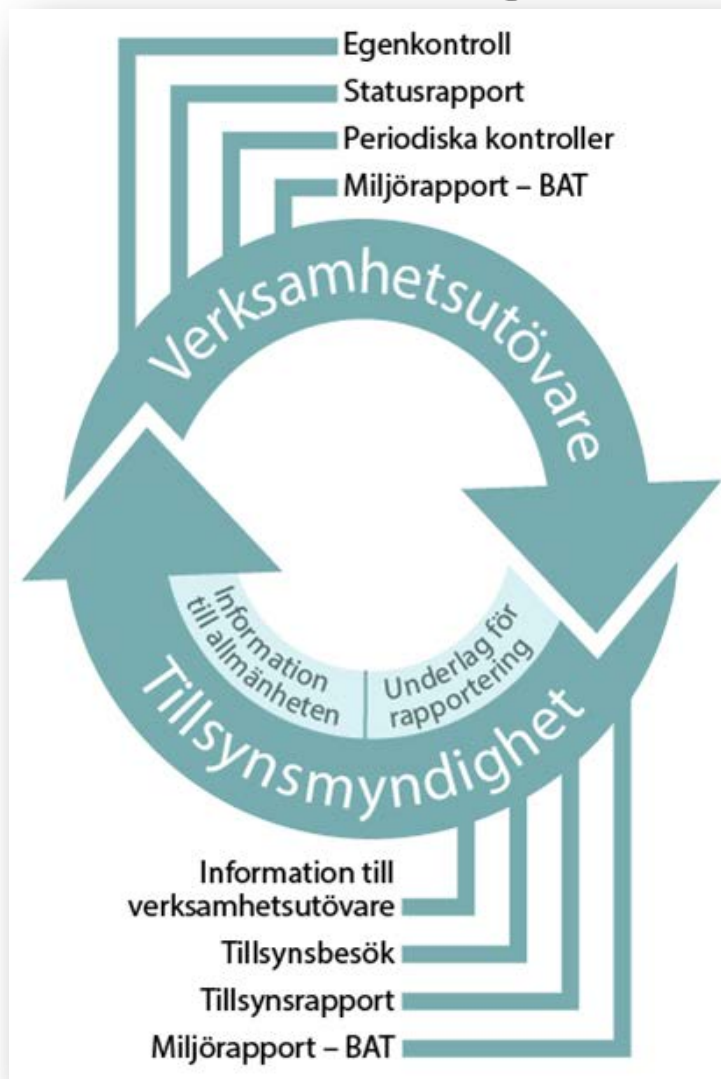 Egenkontroll
Statusrapport
Periodiska kontroller
Miljörapport – BAT
Verksamhetsutövare
Information
till allmänheten
Underlag för
rapportering
Tillsynsmyndighet
Information till
verksamhetsutövare
Tillsynsbesök
Tillsynsrapport
Miljörapport – BAT